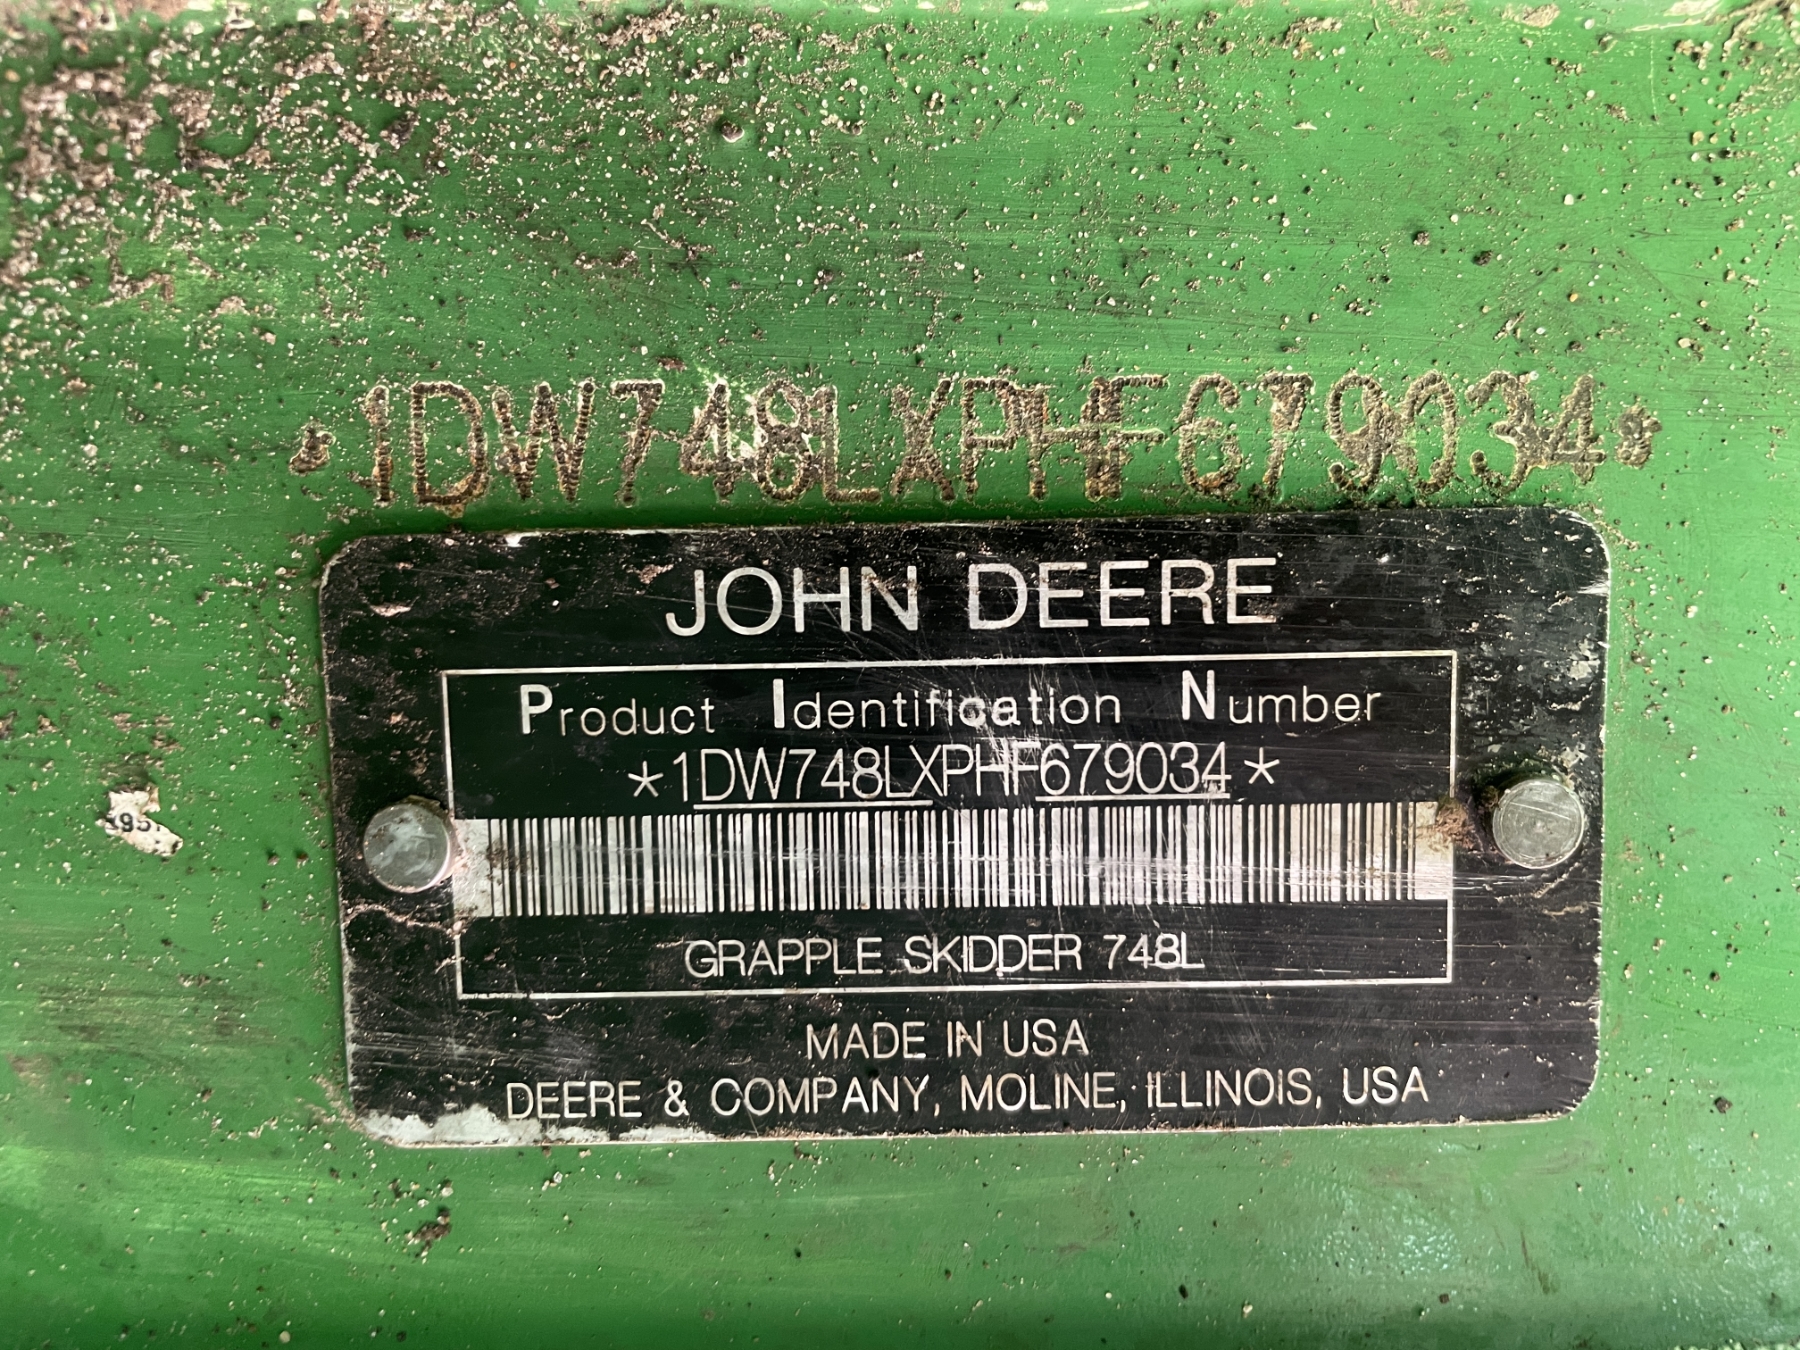 *1DW748LXPHF679034*
JOHN DEERE
Product Identification Number
*1DW748LXPHF679034*
GRAPPLE SKIDDER 748L
MADE IN USA
DEERE & COMPANY, MOLINE, ILLINOIS, USA